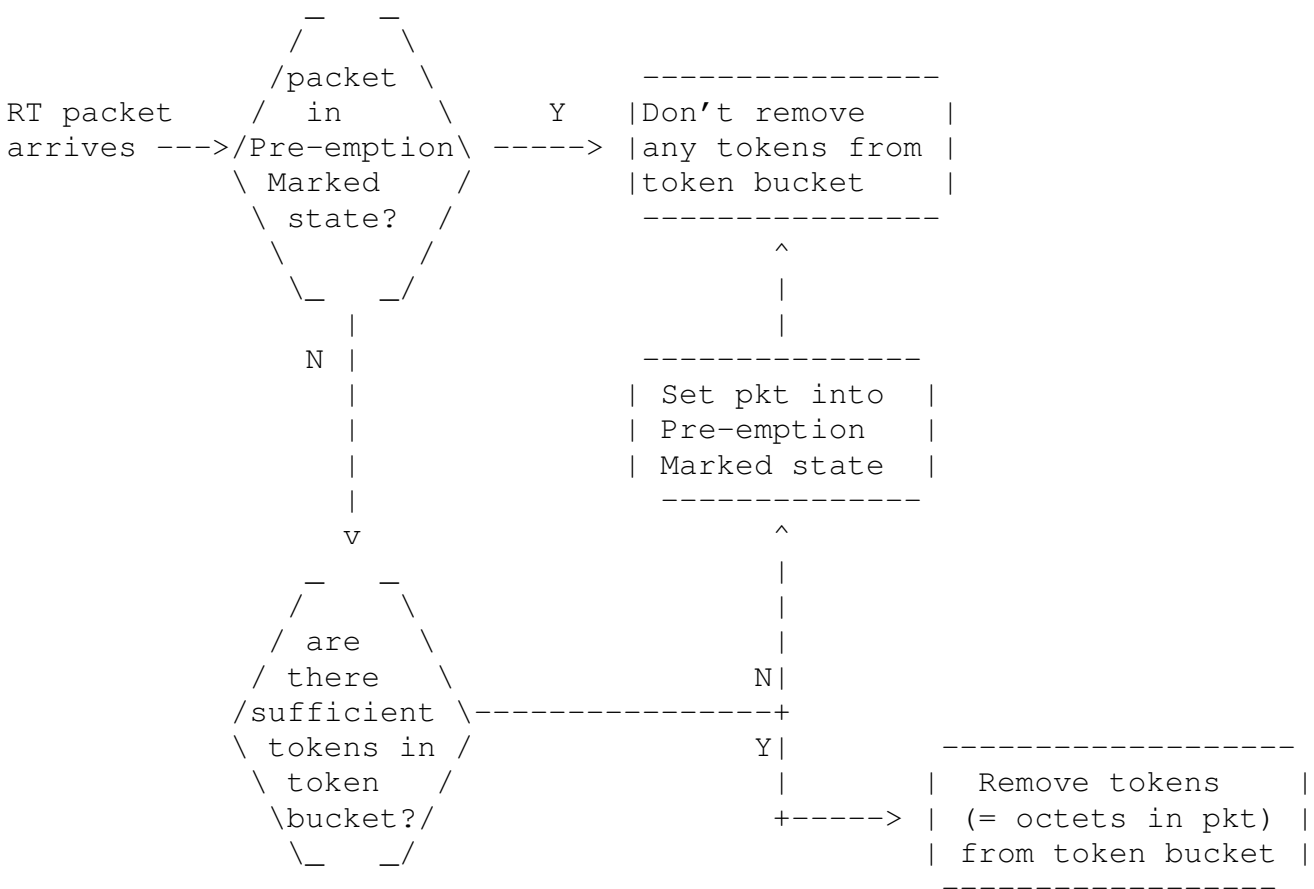 /packet \
RT packet / in \ Y |Don't remove |
arrives --->/Pre-emption\ -----> |any tokens from |
\ Marked / |token bucket |
\ state? /
N |
| Set pkt into |
| Pre-emption |
| Marked state |
v
/ are \
/ there \ N|
/sufficient \----------------+
\ tokens in / Y|
\ token / | | Remove tokens |
\bucket?/ +-----> | (= octets in pkt) |
\_ _/ | from token bucket |